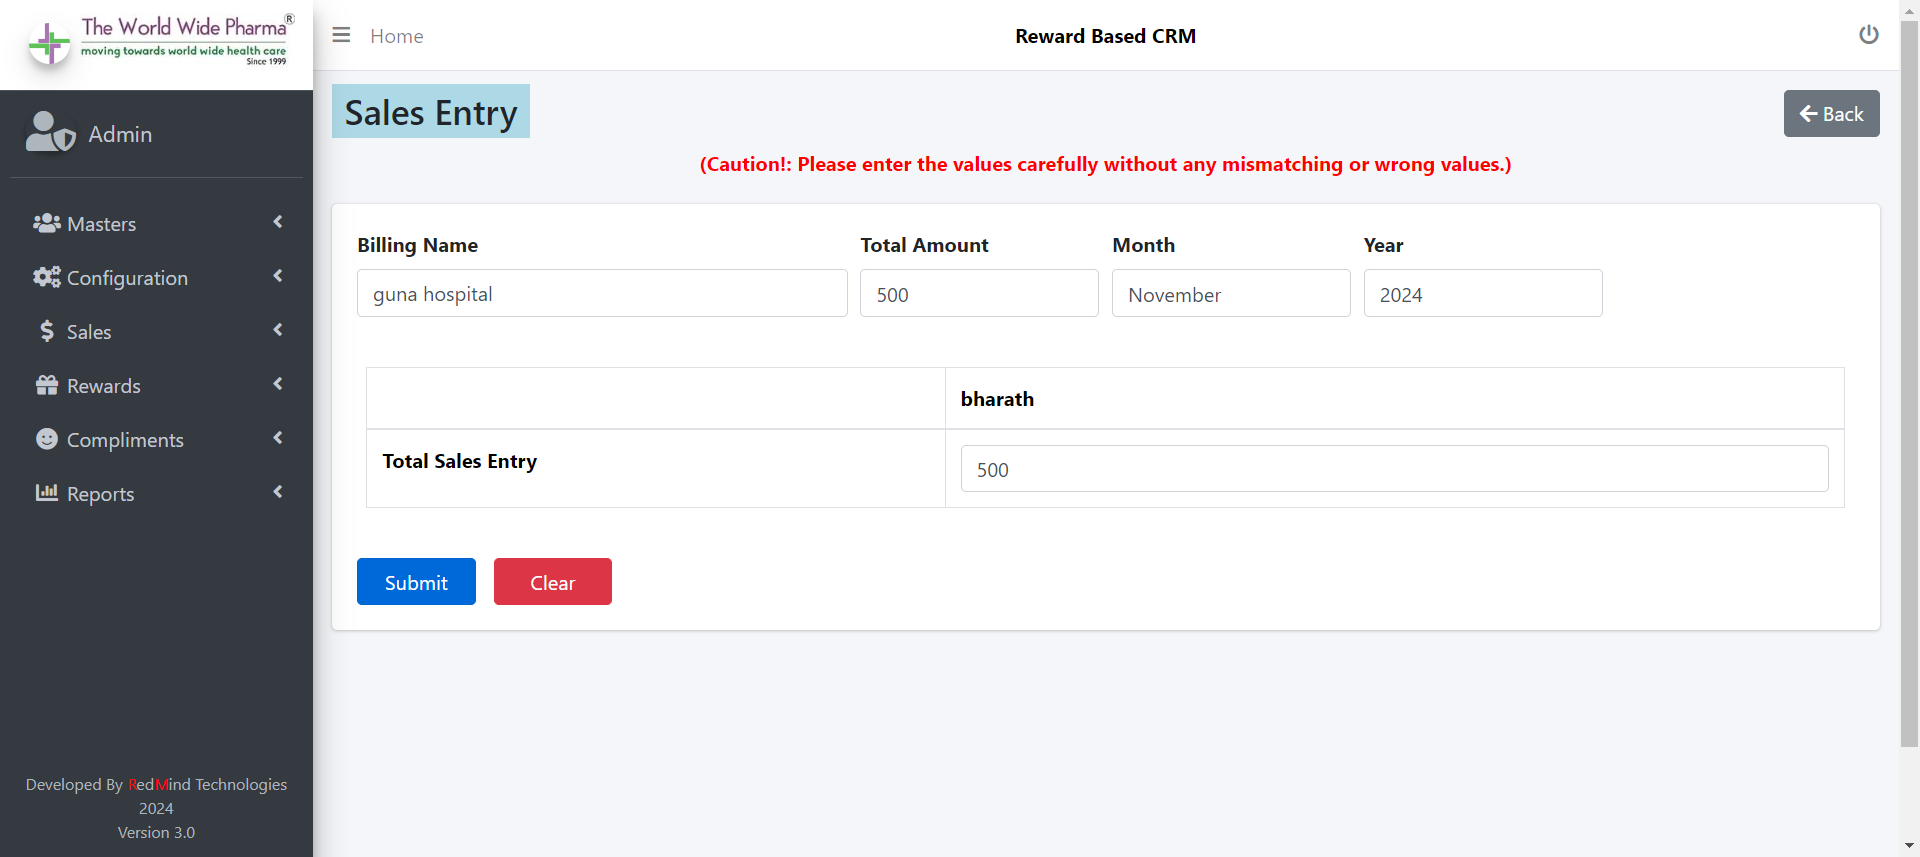 The World Wide Pharma®
moving towards world wide health care
Since 1999
Home
Reward Based CRM
Admin
Masters
Configuration
Sales
Rewards
Compliments
Reports
Developed By RedMind Technologies
2024
Version 3.0
Sales Entry
Back
(Caution!: Please enter the values carefully without any mismatching or wrong values.)
Billing Name Total Amount Month Year
guna hospital 500 November 2024
bharath
Total Sales Entry 500
Submit Clear